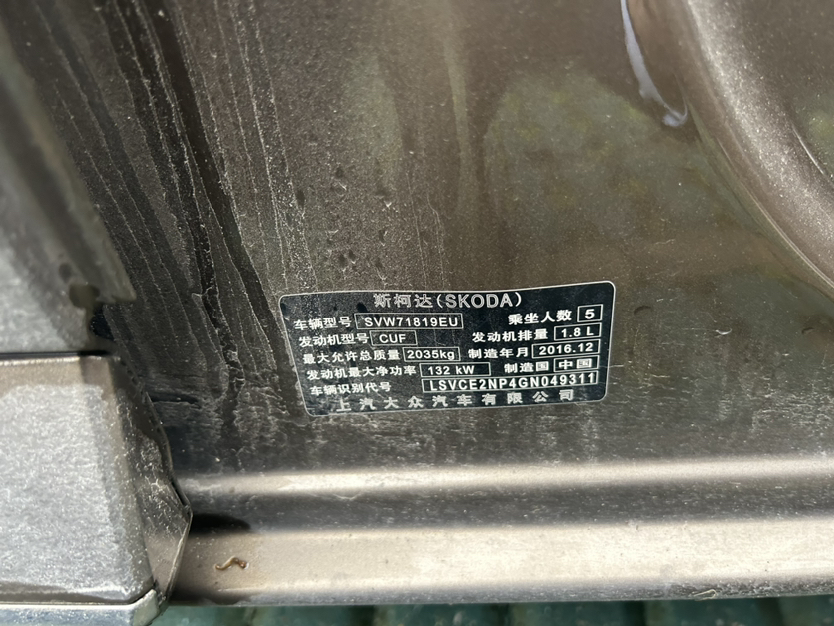 斯柯达(SKODA)
车辆型号 SVW71819EU 乘坐人数 5
发动机型号 CUF 发动机排量 1.8 L
最大允许总质量 2035kg 制造年月 2016.12
发动机最大净功率 132 kW 制造国 中国
车辆识别代号 LSVCE2NP4GN049311
上汽大众汽车有限公司